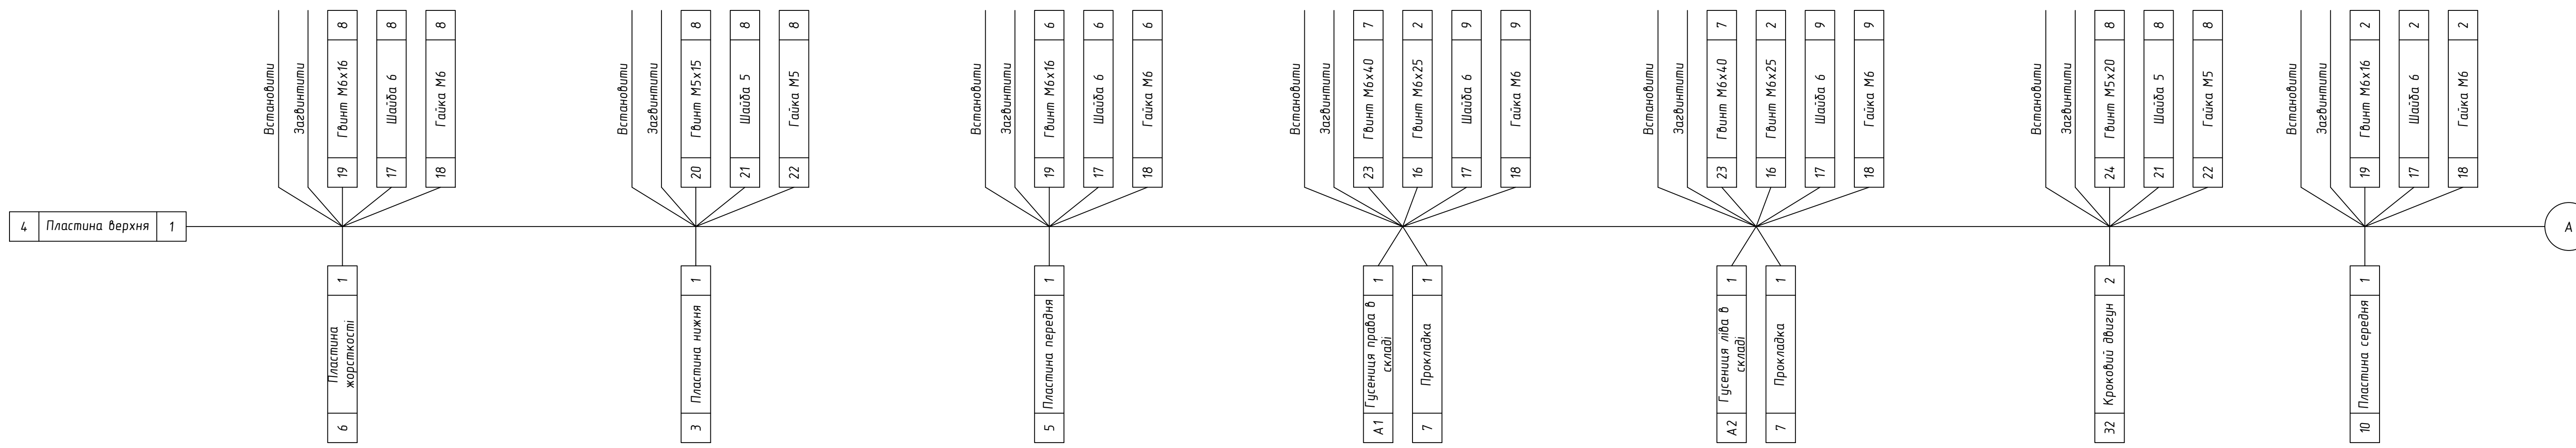 4 Пластина верхня 1
Встановити
Загвинтити
19 Гвинт М6х16 8
17 Шайба 6 8
18 Гайка М6 8
6 Пластина
жорсткості 1
Встановити
Загвинтити
20 Гвинт М5х15 8
21 Шайба 5 8
22 Гайка М5 8
3 Пластина нижня 1
Встановити
Загвинтити
19 Гвинт М6х16 6
17 Шайба 6 6
18 Гайка М6 6
5 Пластина передня 1
Встановити
Загвинтити
23 Гвинт М6х40 7
16 Гвинт М6х25 2
17 Шайба 6 9
18 Гайка М6 9
А1 Гусениця права в
складі 1
7 Прокладка 1
Встановити
Загвинтити
23 Гвинт М6х40 7
16 Гвинт М6х25 2
17 Шайба 6 9
18 Гайка М6 9
А2 Гусениця ліва в
складі 1
7 Прокладка 1
Встановити
Загвинтити
24 Гвинт М5х20 8
21 Шайба 5 8
22 Гайка М5 8
32 Кроковий двигун 2
Встановити
Загвинтити
19 Гвинт М6х16 2
17 Шайба 6 2
18 Гайка М6 2
10 Пластина середня 1
А